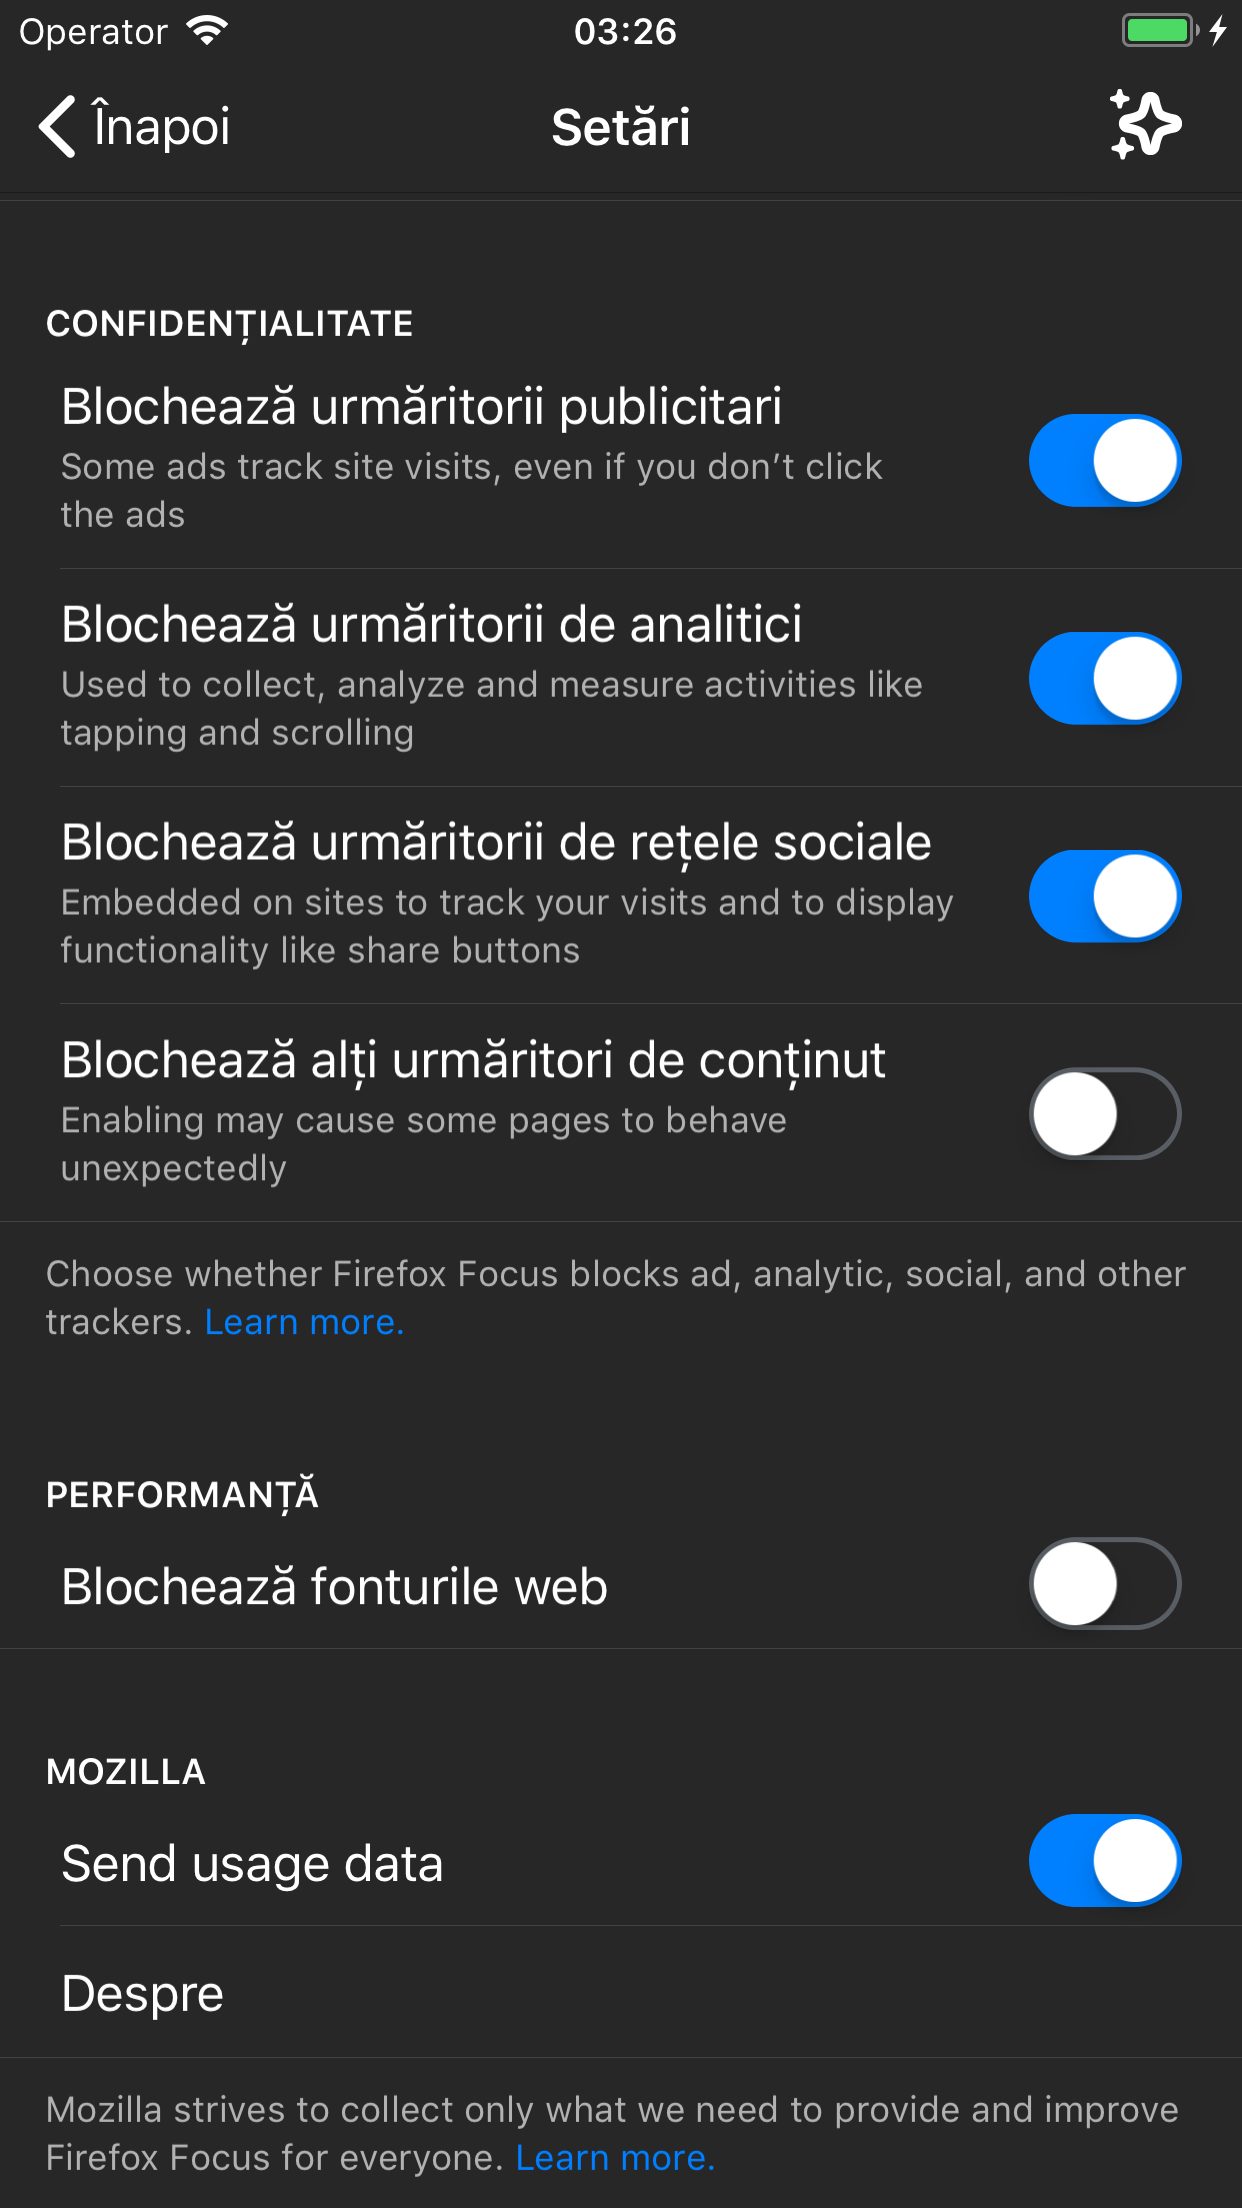 Operator
03:26
Înapoi
Setări
CONFIDENȚIALITATE
Blochează urmăritorii publicitari
Some ads track site visits, even if you don’t click
the ads
Blochează urmăritorii de analitici
Used to collect, analyze and measure activities like
tapping and scrolling
Blochează urmăritorii de rețele sociale
Embedded on sites to track your visits and to display
functionality like share buttons
Blochează alți urmăritori de conținut
Enabling may cause some pages to behave
unexpectedly
Choose whether Firefox Focus blocks ad, analytic, social, and other
trackers. Learn more.
PERFORMANȚĂ
Blochează fonturile web
MOZILLA
Send usage data
Despre
Mozilla strives to collect only what we need to provide and improve
Firefox Focus for everyone. Learn more.